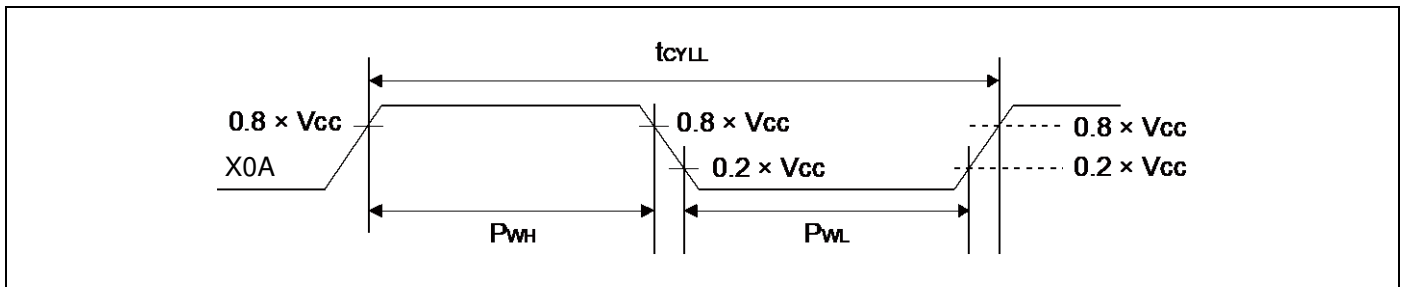 tCYLL
0.8 × Vcc
0.8 × Vcc
0.8 × Vcc
X0A
0.2 × Vcc
0.2 × Vcc
PWH
PWL